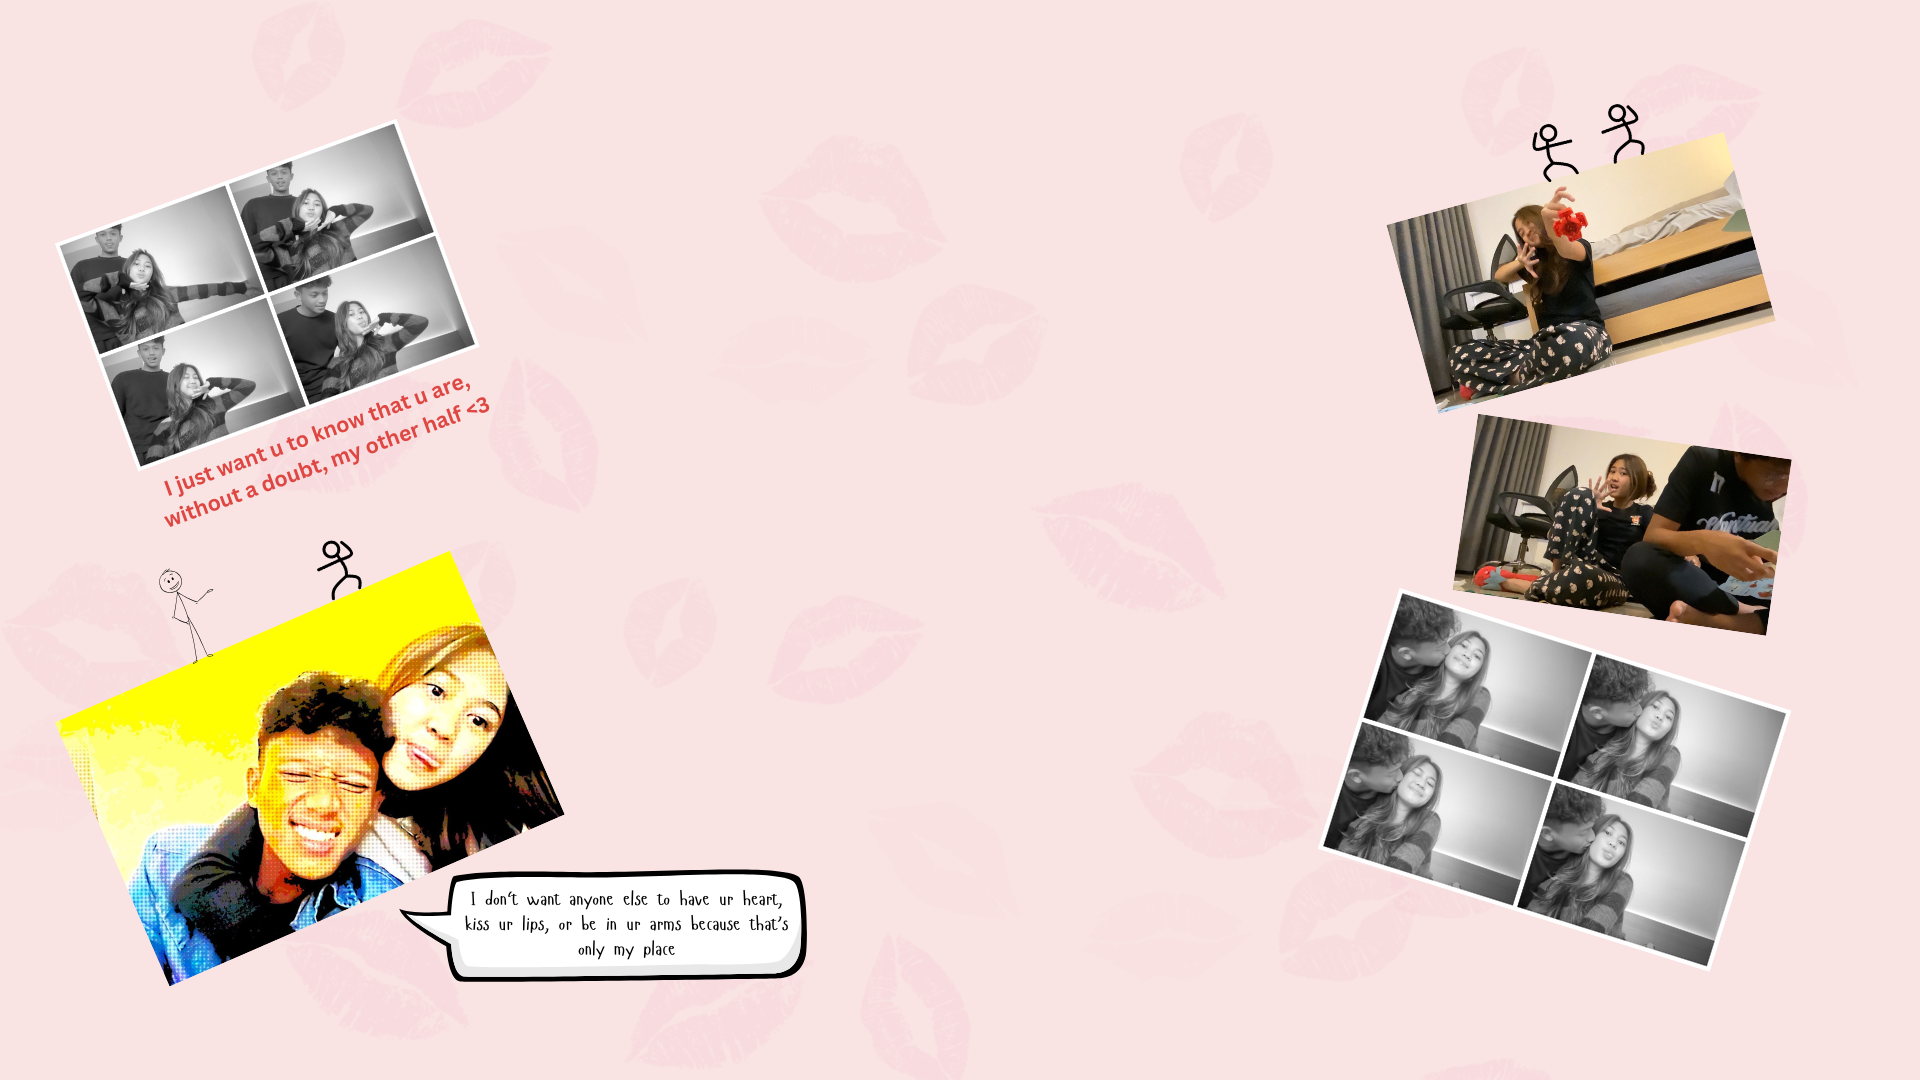 I just want u to know that u are,
without a doubt, my other half <3
I don't want anyone else to have ur heart,
kiss ur lips, or be in ur arms because that's
only my place